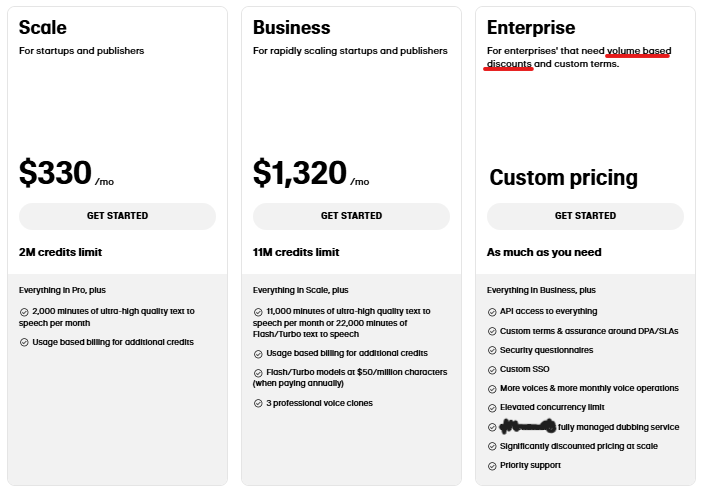 Scale
For startups and publishers
$330 /mo
GET STARTED
2M credits limit
Everything in Pro, plus
2,000 minutes of ultra-high quality text to
speech per month
Usage based billing for additional credits
Business
For rapidly scaling startups and publishers
$1,320 /mo
GET STARTED
11M credits limit
Everything in Scale, plus
11,000 minutes of ultra-high quality text to
speech per month or 22,000 minutes of
Flash/Turbo text to speech
Usage based billing for additional credits
Flash/Turbo models at $50/million characters
(when paying annually)
3 professional voice clones
Enterprise
For enterprises' that need volume based
discounts and custom terms.
Custom pricing
GET STARTED
As much as you need
Everything in Business, plus
API access to everything
Custom terms & assurance around DPA/SLAs
Security questionnaires
Custom SSO
More voices & more monthly voice operations
Elevated concurrency limit
fully managed dubbing service
Significantly discounted pricing at scale
Priority support